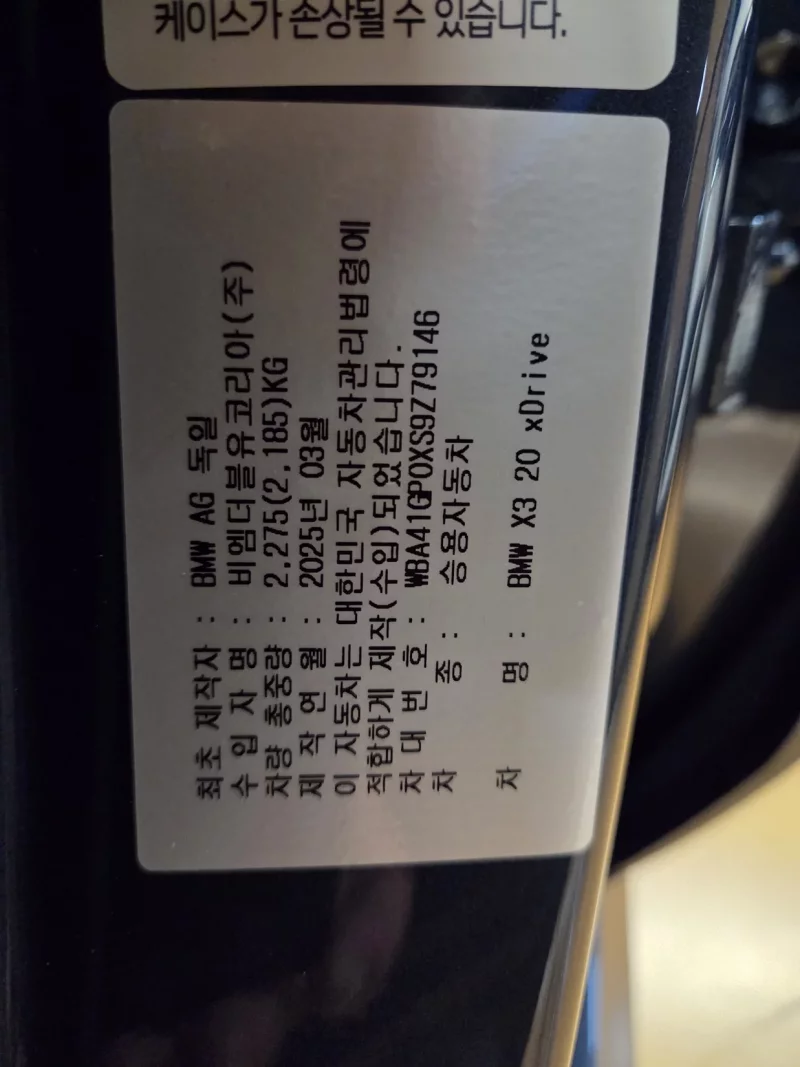 케이스가 손상될 수 있습니다.
최초 제작자 : BMW AG 독일
수 입 자 명 : 비엠더블유코리아(주)
차량 총중량 : 2,275(2,185)KG
제 작 연 월 : 2025년 03월
이 자동차는 대한민국 자동차관리법령에
적합하게 제작(수입)되었습니다.
차 대 번 호 : WBA41GP0XS9Z79146
차 종 : 승용자동차
차 명 : BMW X3 20 xDrive